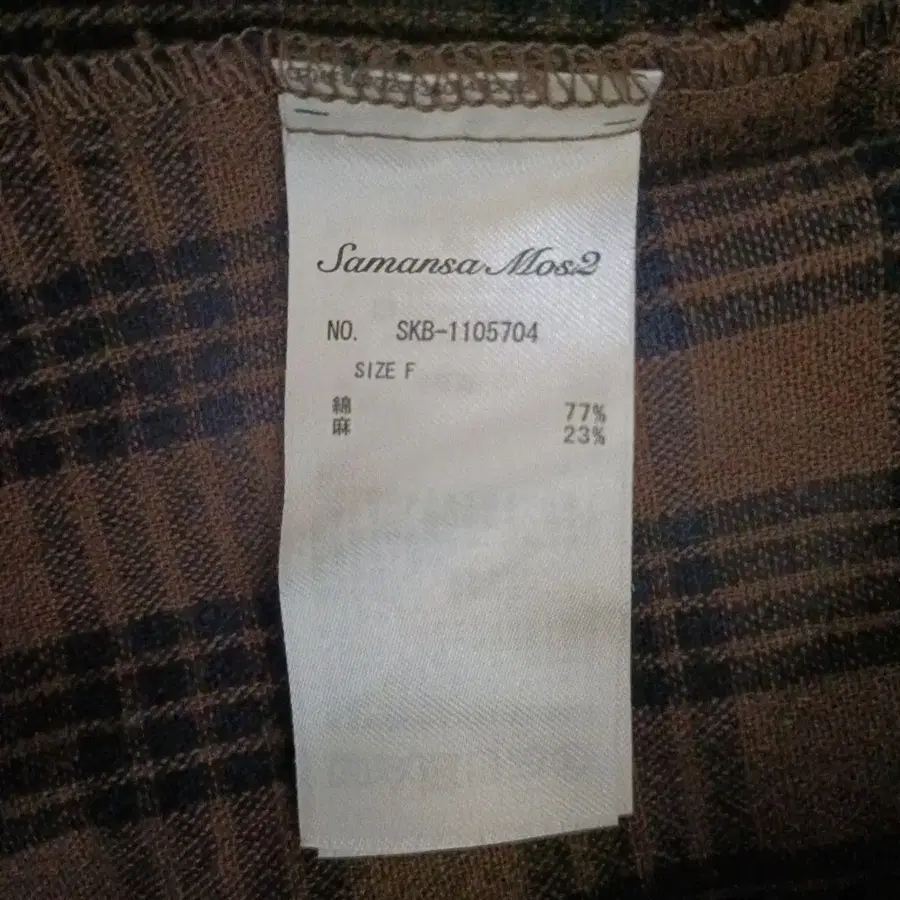 Samansa Mos2
NO. SKB-1105704
SIZE F
綿 77%
麻 23%